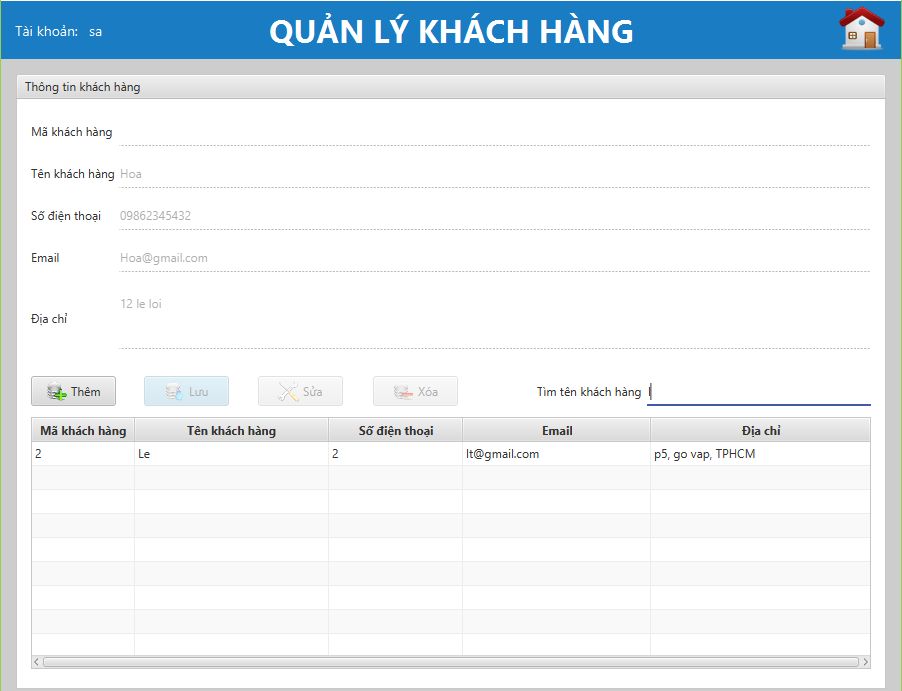 Tài khoản: sa
QUẢN LÝ KHÁCH HÀNG
Thông tin khách hàng
Mã khách hàng
Tên khách hàng Hoa
Số điện thoại 09862345432
Email Hoa@gmail.com
Địa chỉ 12 le loi
Thêm Lưu Sửa Xóa Tìm tên khách hàng l
Mã khách hàng Tên khách hàng Số điện thoại Email Địa chỉ
2 Le 2 lt@gmail.com p5, go vap, TPHCM